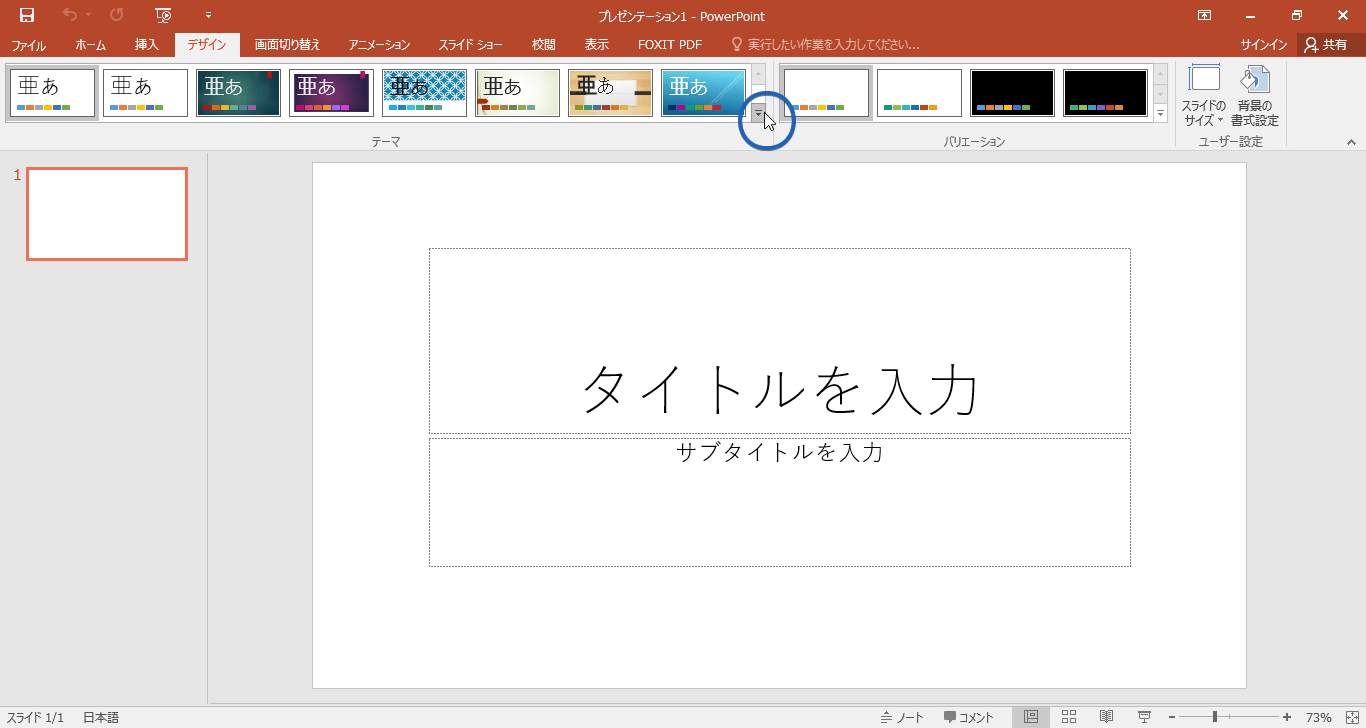 プレゼンテーション1 - PowerPoint
ファイル ホーム 挿入 デザイン 画面切り替え アニメーション スライド ショー 校閲 表示 FOXIT PDF 実行したい作業を入力してください... サインイン 共有
亜あ 亜あ 亜あ 亜あ 亜あ 亜あ 亜あ 亜あ
スライドの
サイズ
背景の
書式設定
テーマ バリエーション ユーザー設定
1
タイトルを入力
サブタイトルを入力
スライド 1/1 日本語 ノート コメント 73%